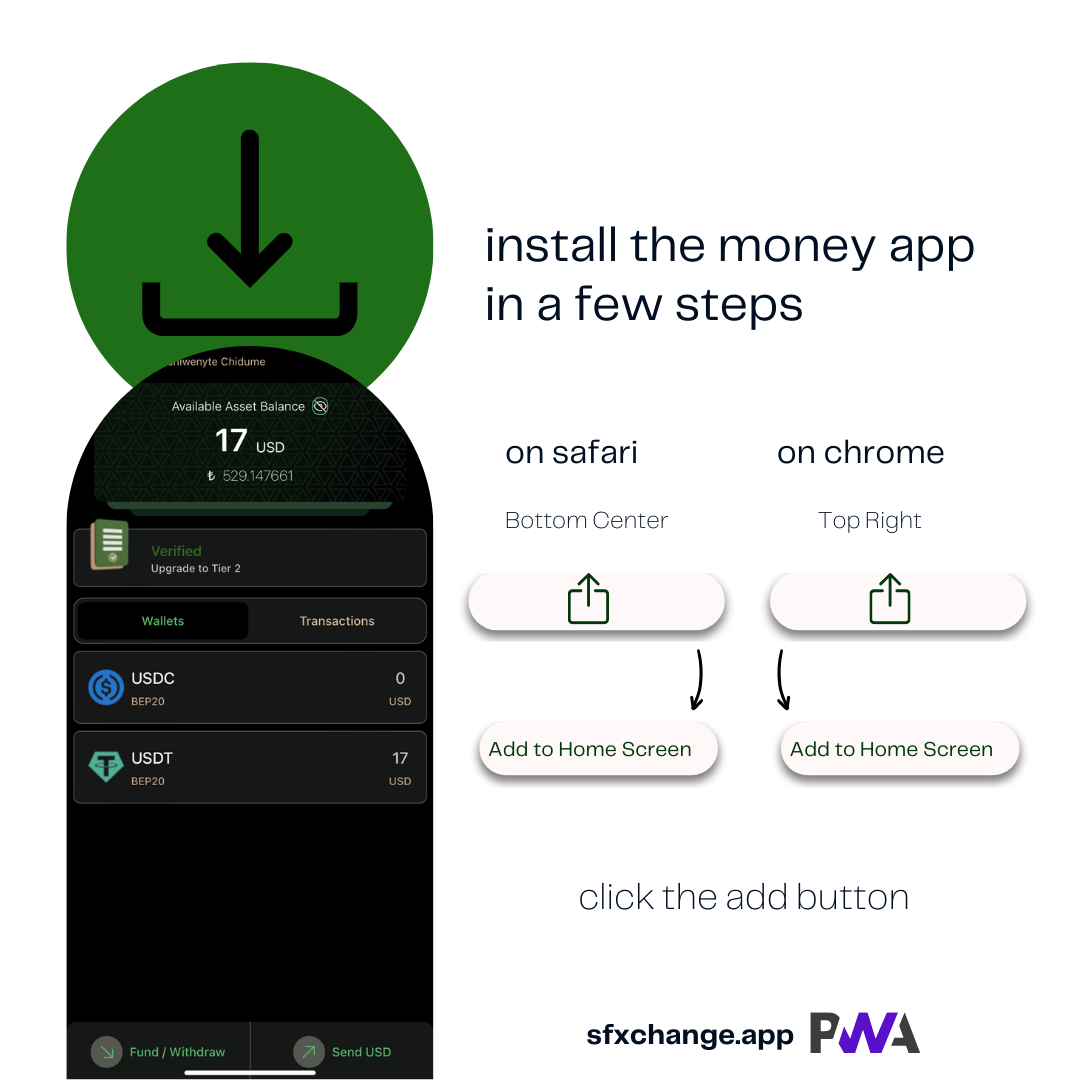 install the money app
in a few steps
Chidume
Available Asset Balance
17 USD
₺ 529.147661
Verified
Upgrade to Tier 2
Wallets
Transactions
USDC
0
BEP20
USD
USDT
17
BEP20
USD
Fund / Withdraw
Send USD
on safari
Bottom Center
Add to Home Screen
on chrome
Top Right
Add to Home Screen
click the add button
sfxchange.app PWA